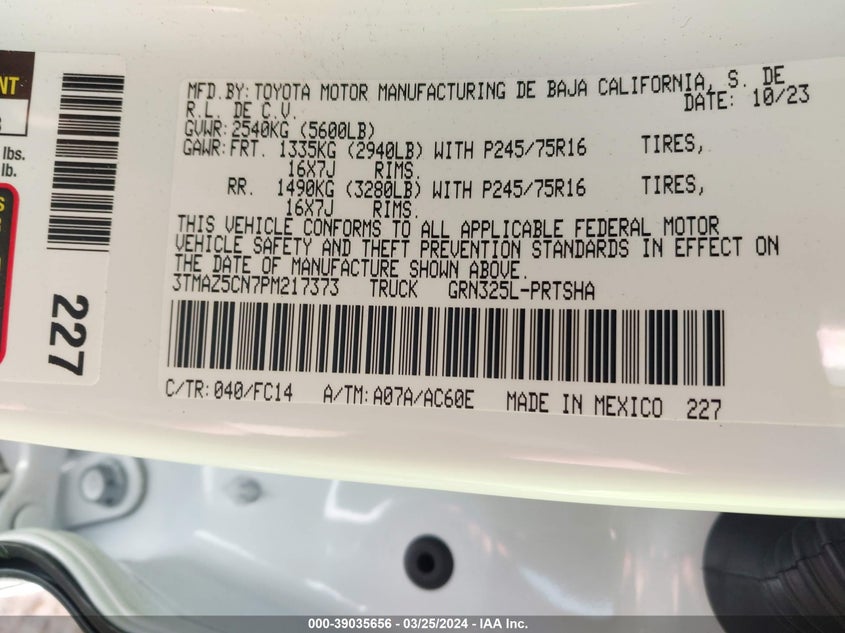 NT
lbs.
lb.
S
227
MFD.BY: TOYOTA MOTOR MANUFACTURING DE BAJA CALIFORNIA, S. DE
R.L. DE C.V. DATE: 10/23
GVWR: 2540KG (5600LB)
GAWR: FRT. 1335KG (2940LB) WITH P245/75R16 TIRES,
16X7J RIMS.
RR. 1490KG (3280LB) WITH P245/75R16 TIRES,
16X7J RIMS.
THIS VEHICLE CONFORMS TO ALL APPLICABLE FEDERAL MOTOR
VEHICLE SAFETY AND THEFT PREVENTION STANDARDS IN EFFECT ON
THE DATE OF MANUFACTURE SHOWN ABOVE.
3TMAZ5CN7PM217373 TRUCK GRN325L-PRTSHA
C/TR: 040/FC14 A/TM: A07A/AC60E MADE IN MEXICO 227
000-39035656 — 03/25/2024 — IAA Inc.